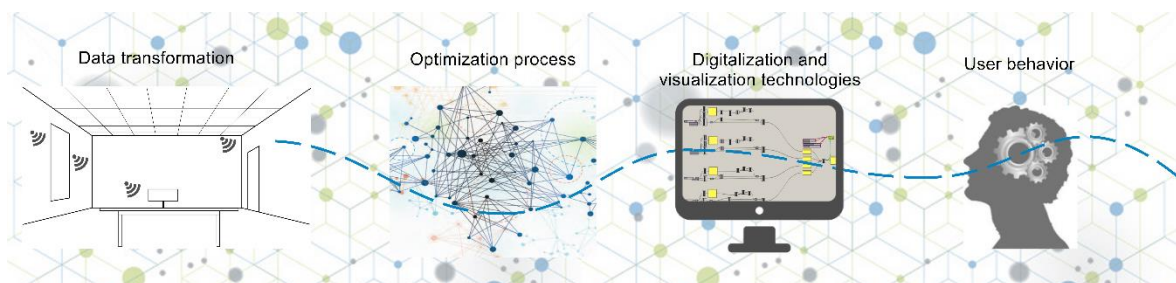 Data transformation
Optimization process
Digitalization and
visualization technologies
User behavior